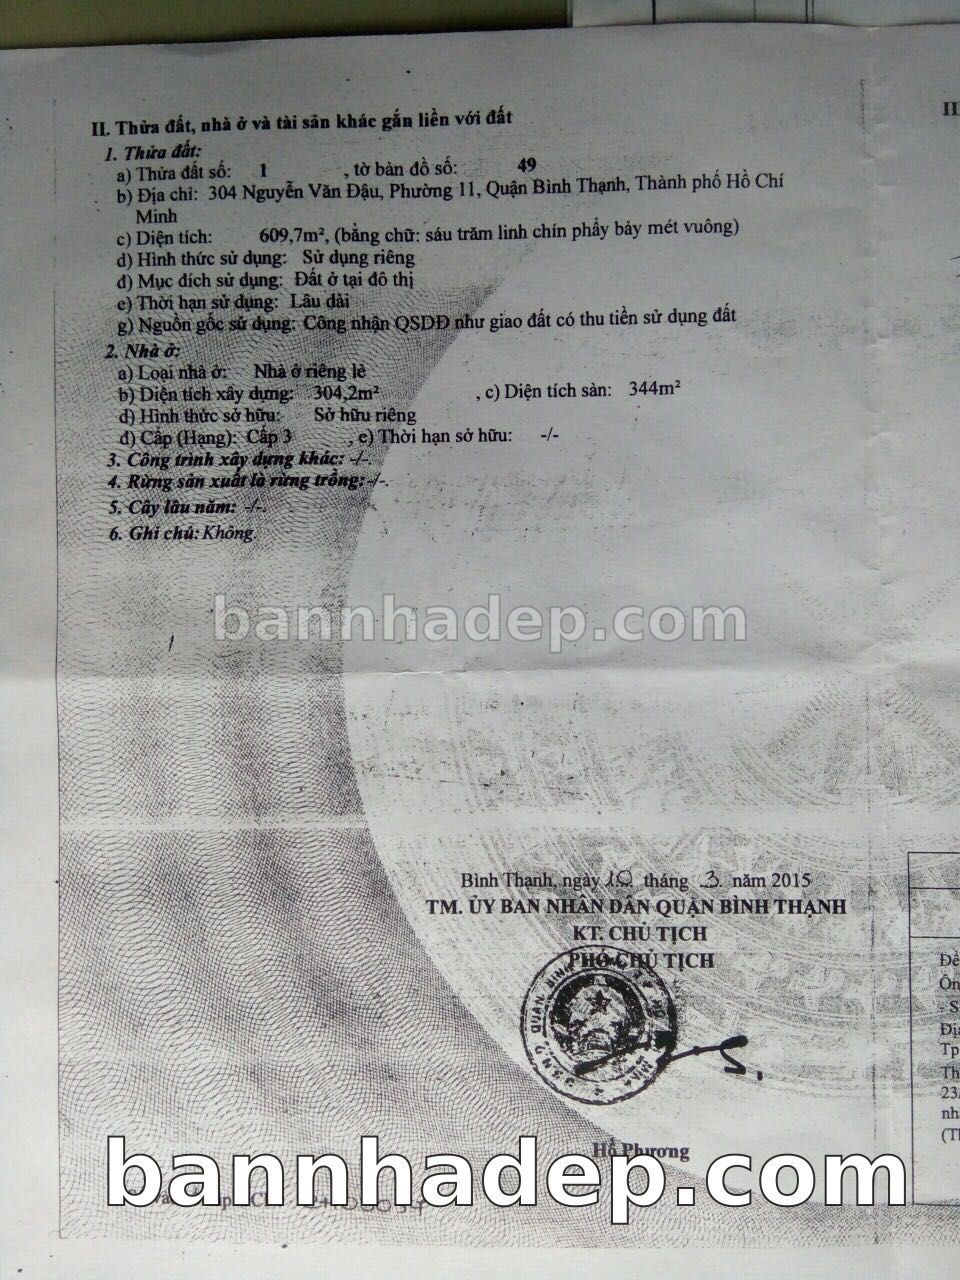 II. Thửa đất, nhà ở và tài sản khác gắn liền với đất
1. Thửa đất:
a) Thửa đất số: 1 , tờ bản đồ số: 49
b) Địa chỉ: 304 Nguyễn Văn Đậu, Phường 11, Quận Bình Thạnh, Thành phố Hồ Chí
Minh
c) Diện tích: 609,7m², (bằng chữ: sáu trăm linh chín phẩy bảy mét vuông)
d) Hình thức sử dụng: Sử dụng riêng
đ) Mục đích sử dụng: Đất ở tại đô thị
e) Thời hạn sử dụng: Lâu dài
g) Nguồn gốc sử dụng: Công nhận QSDĐ như giao đất có thu tiền sử dụng đất
2. Nhà ở:
a) Loại nhà ở: Nhà ở riêng lẻ
b) Diện tích xây dựng: 304,2m² , c) Diện tích sàn: 344m²
d) Hình thức sở hữu: Sở hữu riêng
đ) Cấp (Hạng): Cấp 3 , e) Thời hạn sở hữu: -/-
3. Công trình xây dựng khác: -/-.
4. Rừng sản xuất là rừng trồng: -/-.
5. Cây lâu năm: -/-.
6. Ghi chú: Không.
bannhadep.com
Bình Thạnh, ngày 10 tháng 3 năm 2015
TM. ỦY BAN NHÂN DÂN QUẬN BÌNH THẠNH
KT. CHỦ TỊCH
PHÓ CHỦ TỊCH
Hồ Phương
bannhadep.com
II
Đề
Ôn
- S
Địa
Tp
Th
23
nh
(T